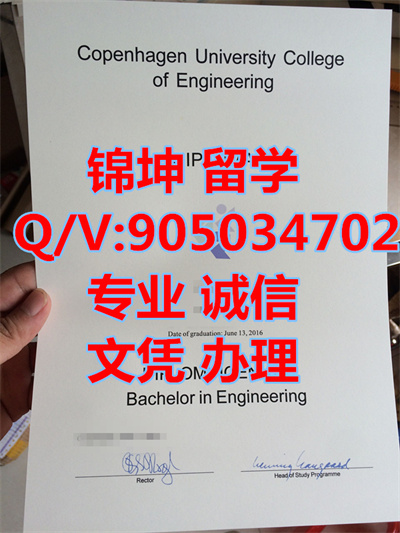 Copenhagen University College
of Engineering
锦坤 留学
Q/V:905034702
专业 诚信
Date of graduation: June 13, 2016
文凭 办理
Bachelor in Engineering
Rector
Head of Study Programme